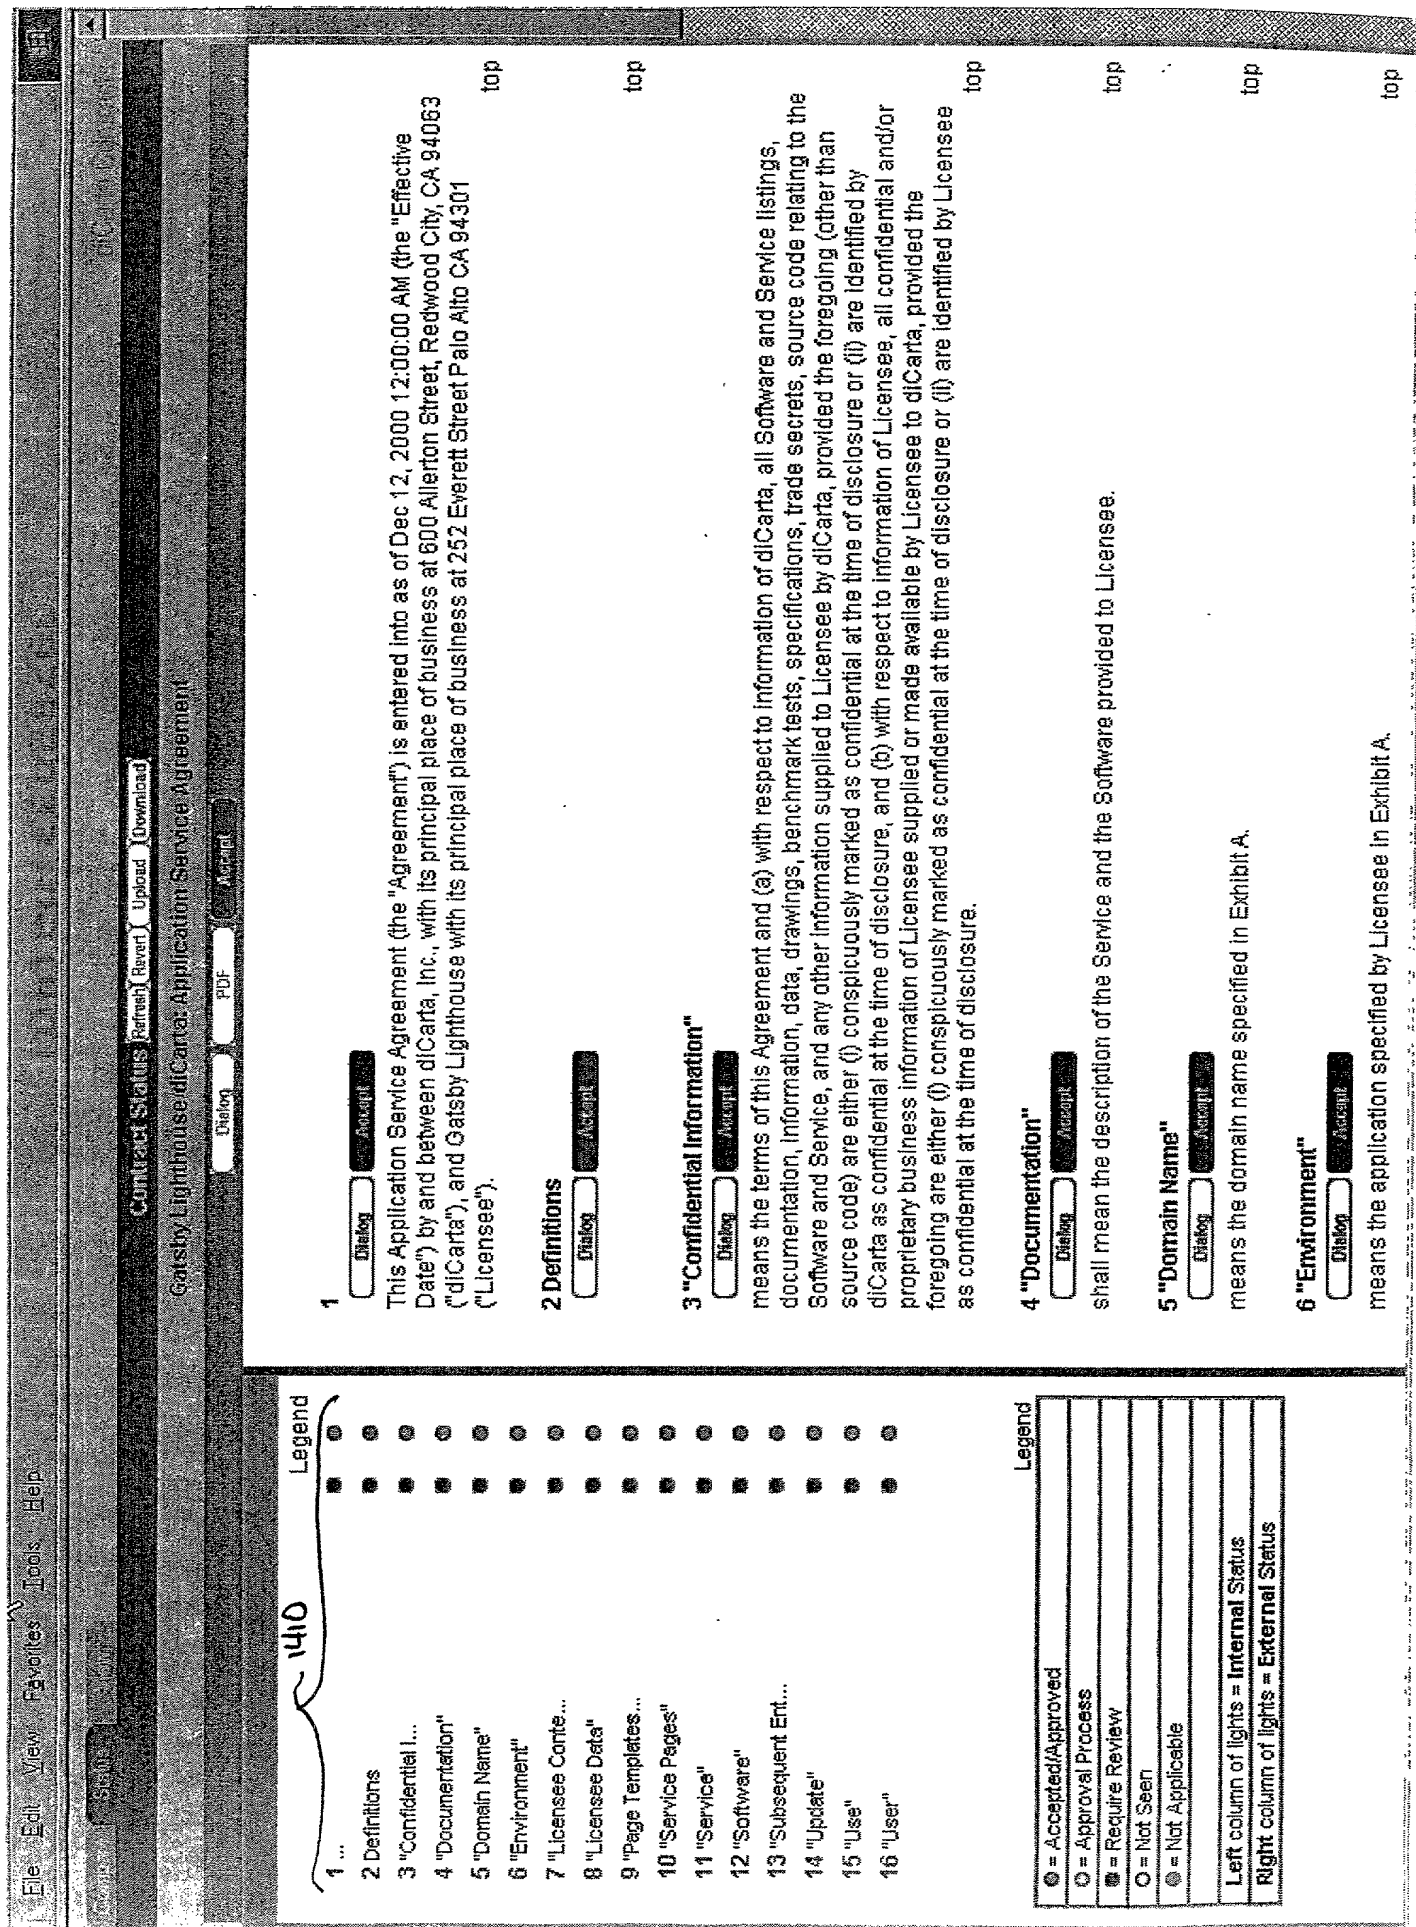 File Edit View Favorites Tools Help
Contract Status Refresh Revert Upload Download
Gatsby Lighthouse/diCarta: Application Service Agreement
Dialog PDF Accept
1410
Legend
1 ...
2 Definitions
3 "Confidential I...
4 "Documentation"
5 "Domain Name"
6 "Environment"
7 "Licensee Conte...
8 "Licensee Data"
9 "Page Templates...
10 "Service Pages"
11 "Service"
12 "Software"
13 "Subsequent Ent...
14 "Update"
15 "Use"
16 "User"
Legend
= Accepted/Approved
= Approval Process
= Require Review
= Not Seen
= Not Applicable
Left column of lights = Internal Status
Right column of lights = External Status
1
Dialog Accept
This Application Service Agreement (the "Agreement") is entered into as of Dec 12, 2000 12:00:00 AM (the "Effective
Date") by and between diCarta, Inc., with its principal place of business at 600 Allerton Street, Redwood City, CA 94063
("diCarta"), and Gatsby Lighthouse with its principal place of business at 252 Everett Street Palo Alto CA 94301
("Licensee").
top
2 Definitions
Dialog Accept
top
3 "Confidential Information"
Dialog Accept
means the terms of this Agreement and (a) with respect to information of diCarta, all Software and Service listings,
documentation, information, data, drawings, benchmark tests, specifications, trade secrets, source code relating to the
Software and Service, and any other information supplied to Licensee by diCarta, provided the foregoing (other than
source code) are either (i) conspicuously marked as confidential at the time of disclosure or (ii) are identified by
diCarta as confidential at the time of disclosure, and (b) with respect to information of Licensee, all confidential and/or
proprietary business information of Licensee supplied or made available by Licensee to diCarta, provided the
foregoing are either (i) conspicuously marked as confidential at the time of disclosure or (ii) are identified by Licensee
as confidential at the time of disclosure.
top
4 "Documentation"
Dialog Accept
shall mean the description of the Service and the Software provided to Licensee.
top
5 "Domain Name"
Dialog Accept
means the domain name specified in Exhibit A.
top
6 "Environment"
Dialog Accept
means the application specified by Licensee in Exhibit A.
top